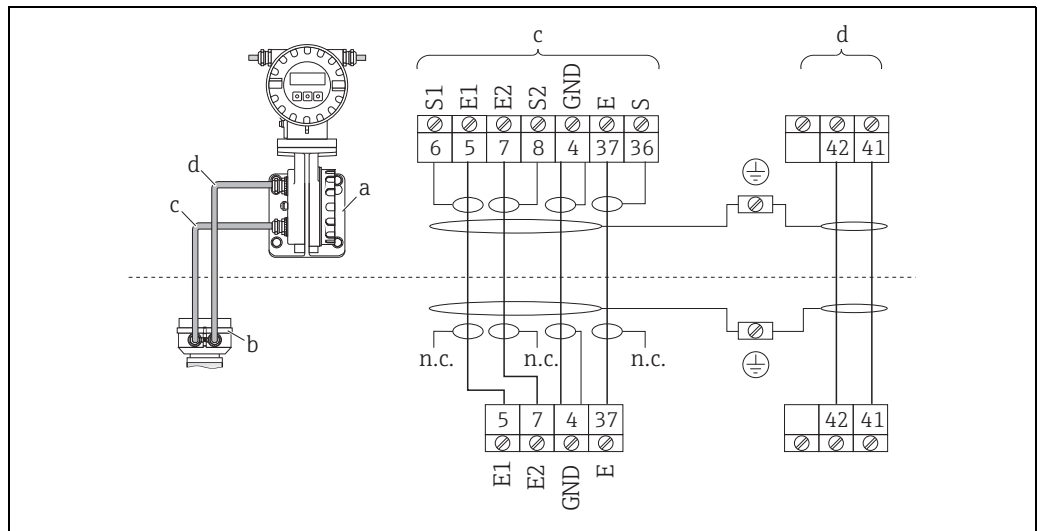 c d
S1 E1 E2 S2 GND E S
6 5 7 8 4 37 36 42 41
d
a
c
b
n.c. n.c. n.c.
5 7 4 37 42 41
E1 E2 GND E